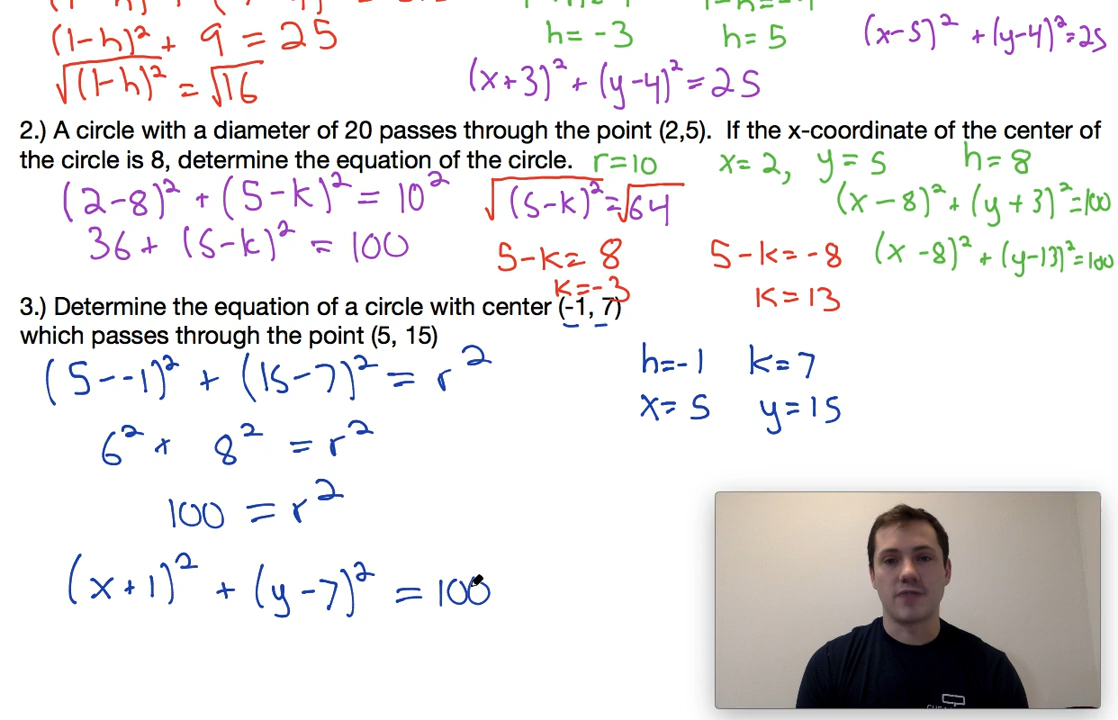 (1-h)² + 9 = 25
h = -3
h = 5
(x-5)² + (y-4)² = 25
√(1-h)² = √16
(x+3)² + (y-4)² = 25
2.) A circle with a diameter of 20 passes through the point (2,5). If the x-coordinate of the center of
the circle is 8, determine the equation of the circle. r=10 x=2, y=5 h=8
(2-8)² + (5-k)² = 10²
√(5-k)² = √64
(x-8)² + (y+3)² = 100
36 + (5-k)² = 100
5-k = 8
5-k = -8
(x-8)² + (y-13)² = 100
k = -3
k = 13
3.) Determine the equation of a circle with center (-1, 7)
which passes through the point (5, 15)
(5--1)² + (15-7)² = r²
h=-1 k=7
x=5 y=15
6² + 8² = r²
100 = r²
(x+1)² + (y-7)² = 100